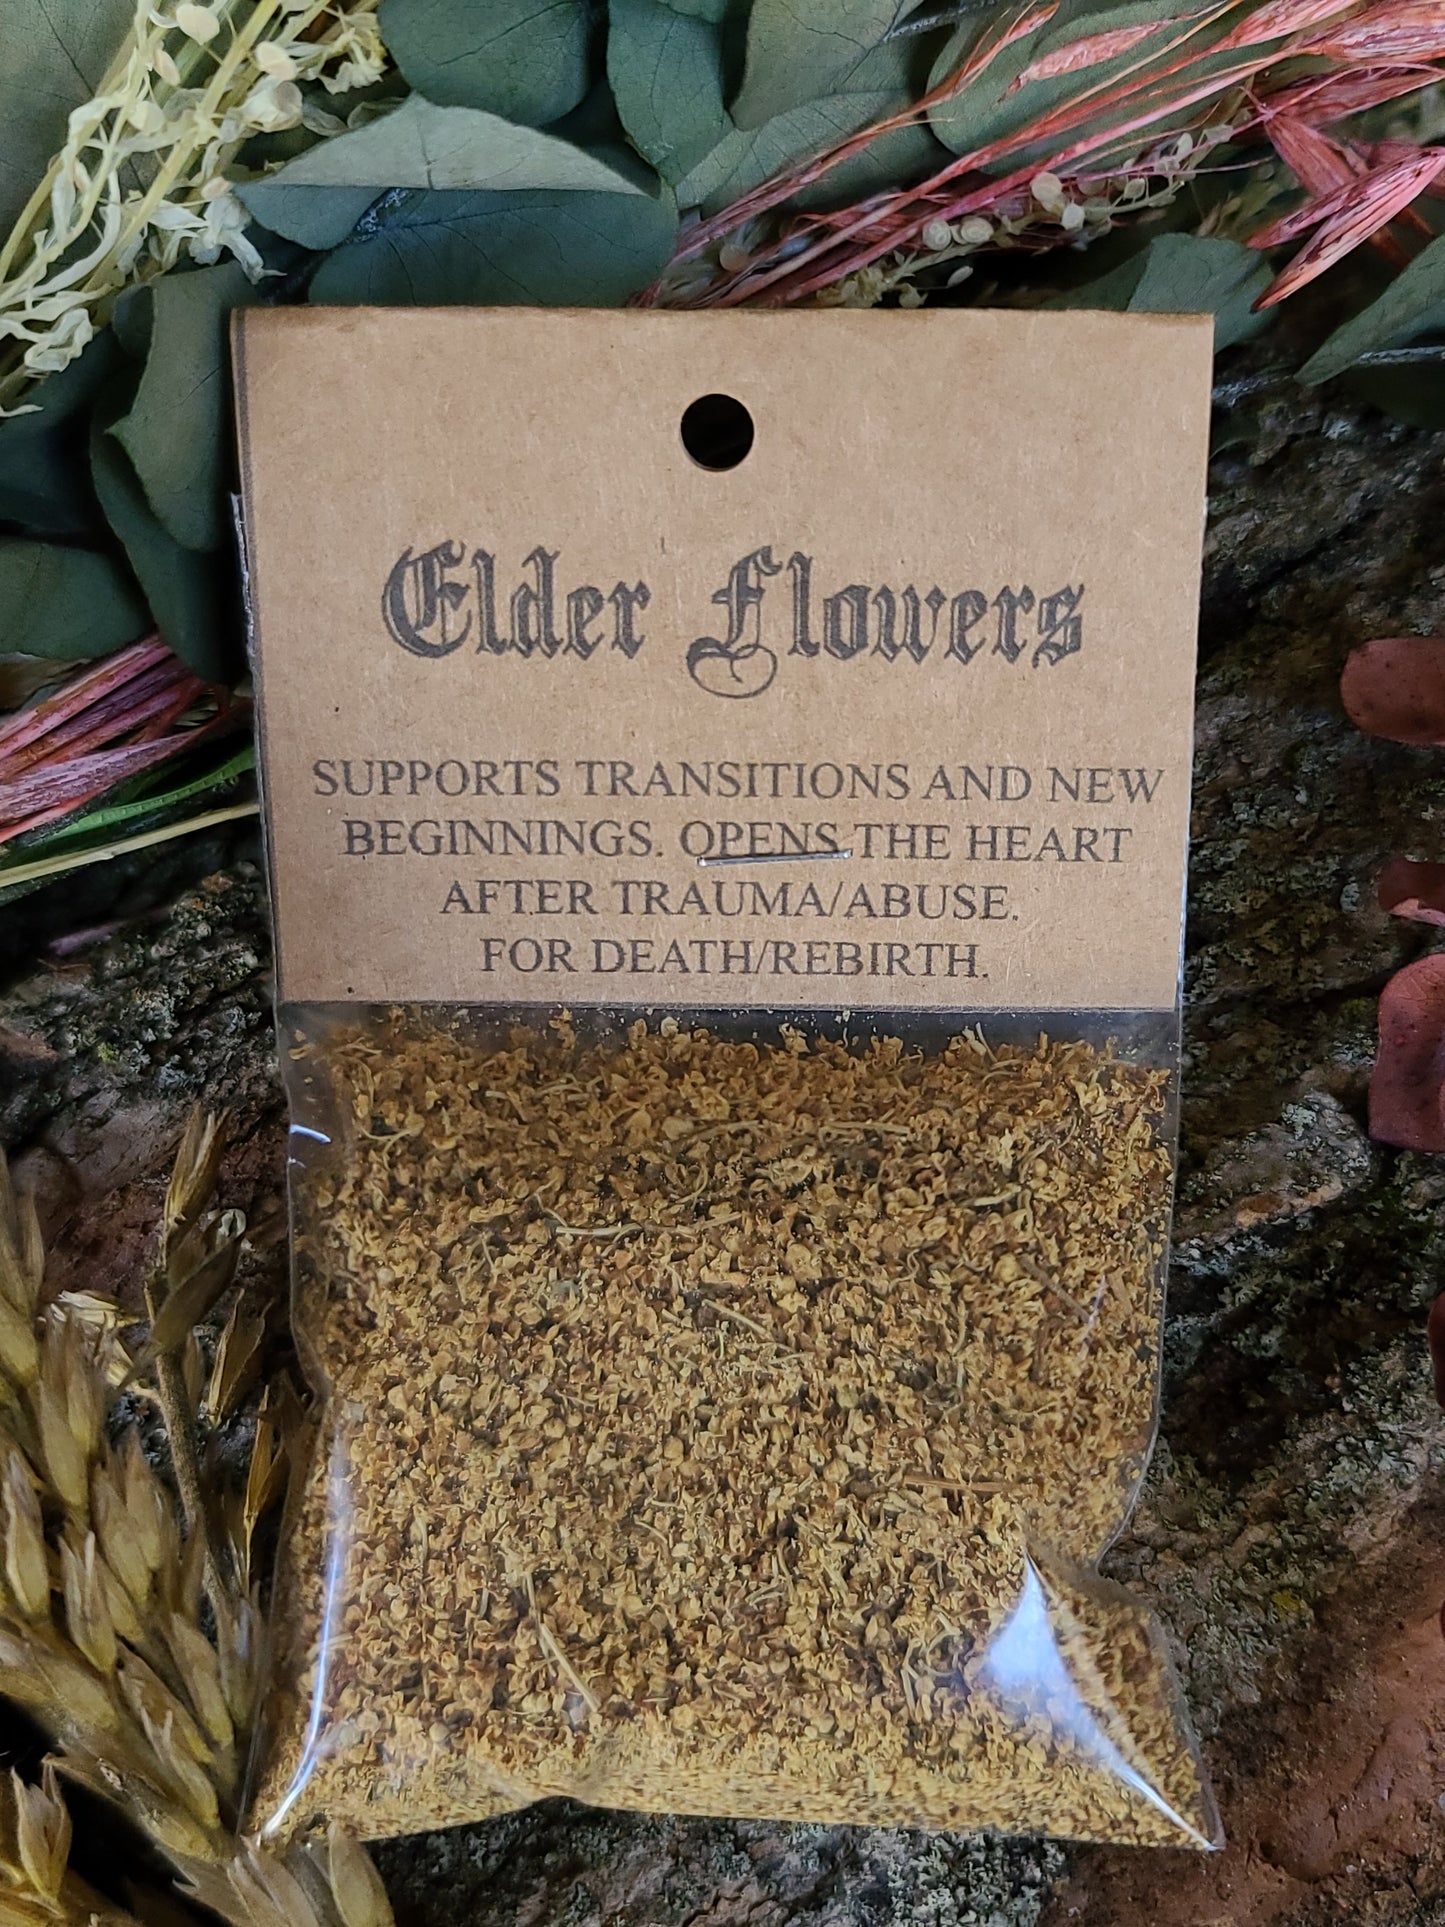 Elder Flowers
SUPPORTS TRANSITIONS AND NEW
BEGINNINGS. OPENS THE HEART
AFTER TRAUMA/ABUSE.
FOR DEATH/REBIRTH.